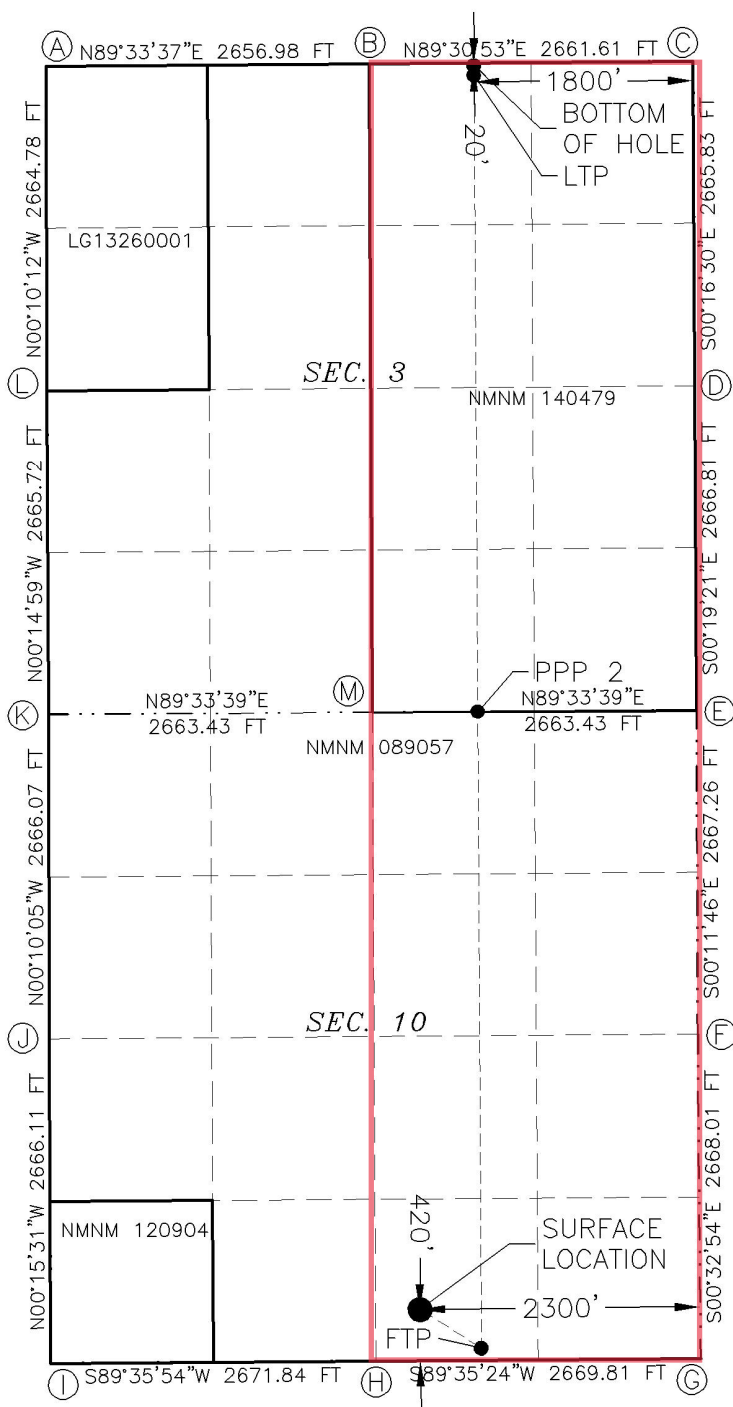 A
N89°33'37"E 2656.98 FT
B
N89°30'53"E 2661.61 FT
C
1800'
BOTTOM
OF HOLE
LTP
20'
N00°10'12"W 2664.78 FT
LG13260001
S00°16'30"E 2665.83 FT
L
SEC. 3
NMNM 140479
D
N00°14'59"W 2665.72 FT
S00°19'21"E 2666.81 FT
PPP 2
K
N89°33'39"E
2663.43 FT
M
N89°33'39"E
2663.43 FT
E
NMNM 089057
N00°10'05"W 2666.07 FT
S00°11'46"E 2667.26 FT
J
SEC. 10
F
N00°15'31"W 2666.11 FT
NMNM 120904
420'
SURFACE
LOCATION
2300'
FTP
S00°32'54"E 2668.01 FT
I
S89°35'54"W 2671.84 FT
H
S89°35'24"W 2669.81 FT
G